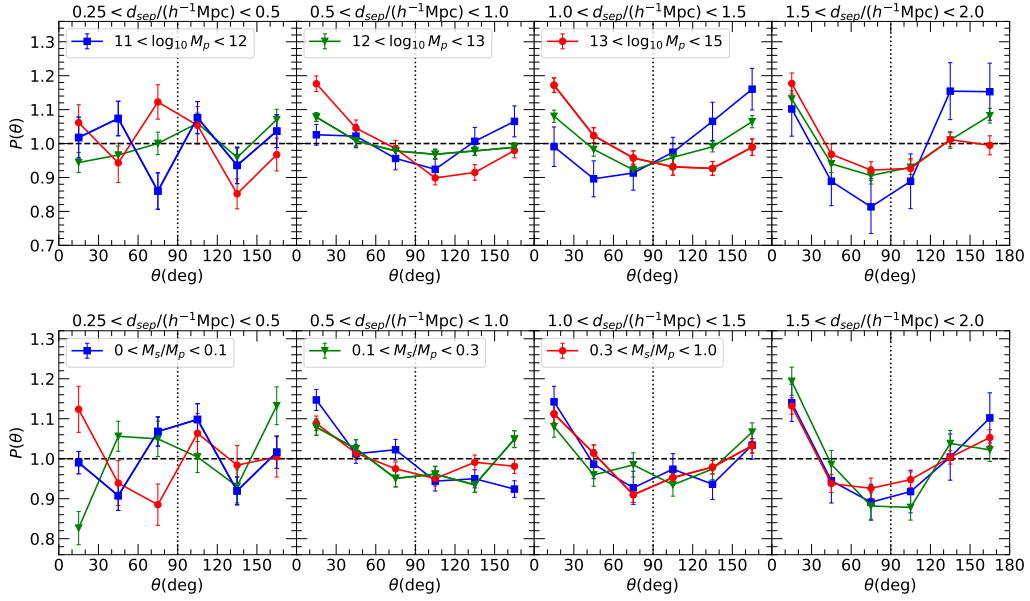 0.25 < d_sep/(h⁻¹Mpc) < 0.5
0.5 < d_sep/(h⁻¹Mpc) < 1.0
1.0 < d_sep/(h⁻¹Mpc) < 1.5
1.5 < d_sep/(h⁻¹Mpc) < 2.0
11 < log₁₀ M_p < 12
12 < log₁₀ M_p < 13
13 < log₁₀ M_p < 15
P(θ)
1.3
1.2
1.1
1.0
0.9
0.8
0.7
0 30 60 90 120 150 0 30 60 90 120 150 0 30 60 90 120 150 0 30 60 90 120 150 180
θ(deg) θ(deg) θ(deg) θ(deg)
0.25 < d_sep/(h⁻¹Mpc) < 0.5
0.5 < d_sep/(h⁻¹Mpc) < 1.0
1.0 < d_sep/(h⁻¹Mpc) < 1.5
1.5 < d_sep/(h⁻¹Mpc) < 2.0
0 < M_s/M_p < 0.1
0.1 < M_s/M_p < 0.3
0.3 < M_s/M_p < 1.0
P(θ)
1.3
1.2
1.1
1.0
0.9
0.8
0 30 60 90 120 150 0 30 60 90 120 150 0 30 60 90 120 150 0 30 60 90 120 150 180
θ(deg) θ(deg) θ(deg) θ(deg)